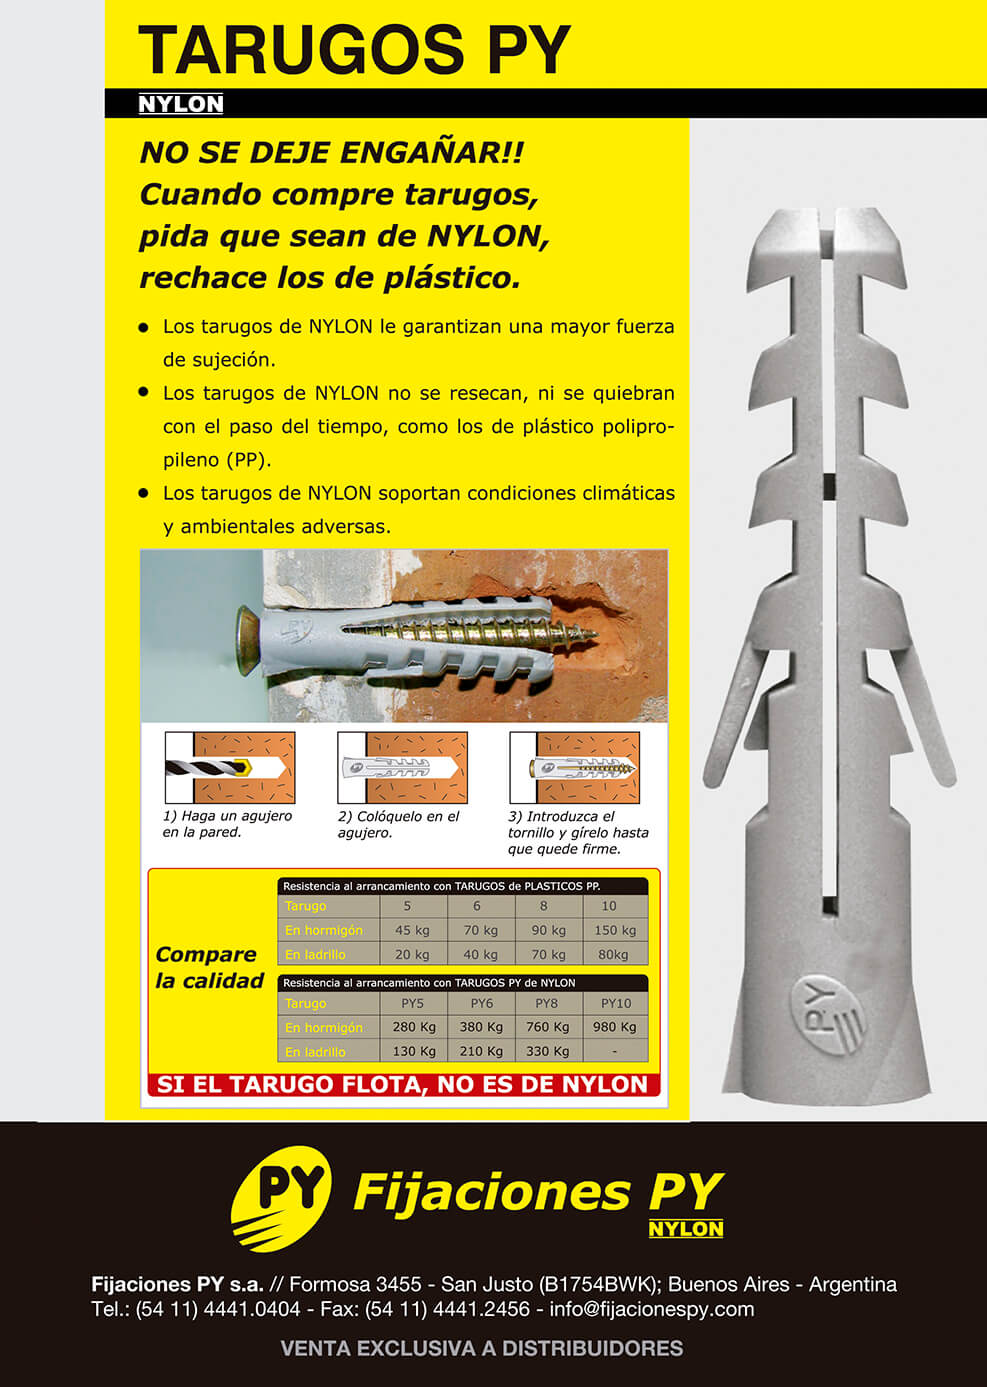 TARUGOS PY
NYLON
NO SE DEJE ENGAÑAR!!
Cuando compre tarugos,
pida que sean de NYLON,
rechace los de plástico.
● Los tarugos de NYLON le garantizan una mayor fuerza
de sujeción.
● Los tarugos de NYLON no se resecan, ni se quiebran
con el paso del tiempo, como los de plástico polipro-
pileno (PP).
● Los tarugos de NYLON soportan condiciones climáticas
y ambientales adversas.
PY
1) Haga un agujero
en la pared.
2) Colóquelo en el
agujero.
3) Introduzca el
tornillo y gírelo hasta
que quede firme.
Compare
la calidad
Resistencia al arrancamiento con TARUGOS de PLASTICOS PP.
Tarugo 5 6 8 10
En hormigón 45 kg 70 kg 90 kg 150 kg
En ladrillo 20 kg 40 kg 70 kg 80kg
Resistencia al arrancamiento con TARUGOS PY de NYLON
Tarugo PY5 PY6 PY8 PY10
En hormigón 280 Kg 380 Kg 760 Kg 980 Kg
En ladrillo 130 Kg 210 Kg 330 Kg -
SI EL TARUGO FLOTA, NO ES DE NYLON
PY
PY Fijaciones PY
NYLON
Fijaciones PY s.a. // Formosa 3455 - San Justo (B1754BWK); Buenos Aires - Argentina
Tel.: (54 11) 4441.0404 - Fax: (54 11) 4441.2456 - info@fijacionespy.com
VENTA EXCLUSIVA A DISTRIBUIDORES